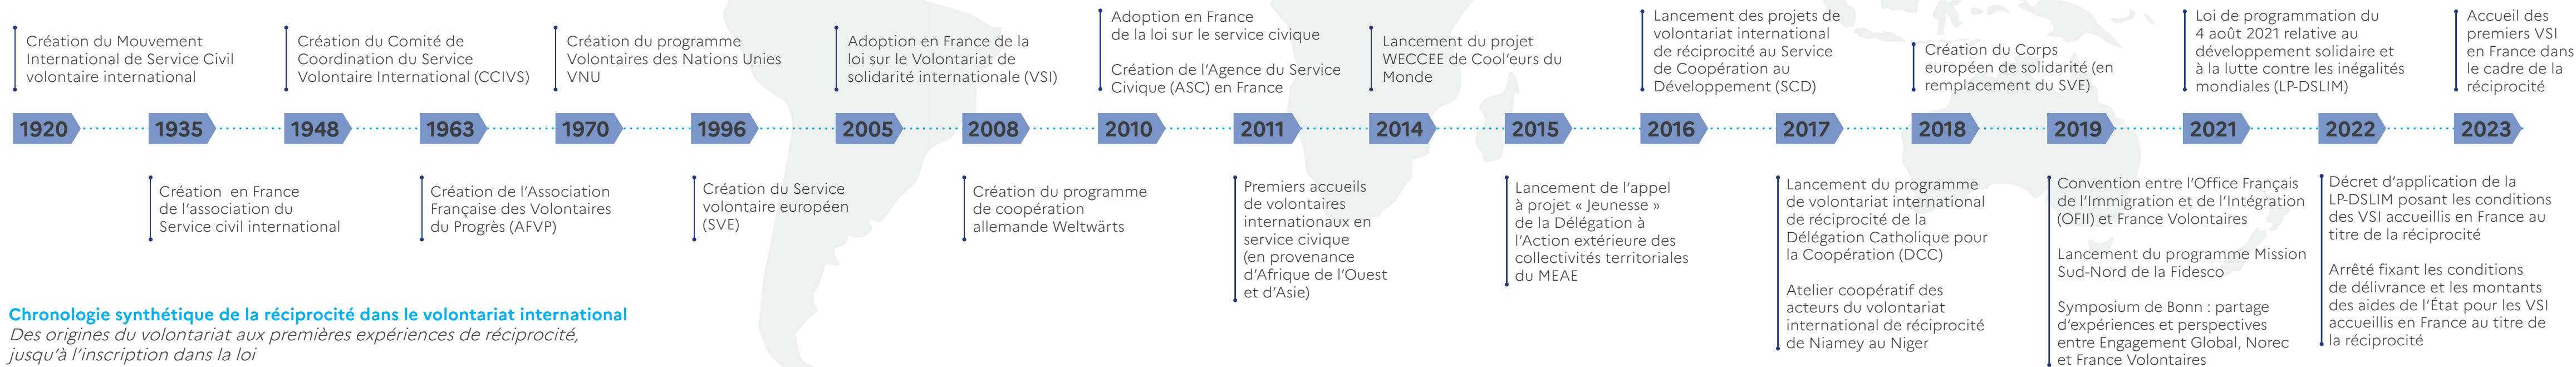 Création du Mouvement
International de Service Civil
volontaire international
Création du Comité de
Coordination du Service
Volontaire International (CCIVS)
Création du programme
Volontaires des Nations Unies
VNU
Adoption en France de la
loi sur le Volontariat de
solidarité internationale (VSI)
Adoption en France
de la loi sur le service civique
Création de l’Agence du Service
Civique (ASC) en France
Lancement du projet
WECCEE de Cool’eurs du
Monde
Lancement des projets de
volontariat international
de réciprocité au Service
de Coopération au
Développement (SCD)
Création du Corps
européen de solidarité (en
remplacement du SVE)
Loi de programmation du
4 août 2021 relative au
développement solidaire et
à la lutte contre les inégalités
mondiales (LP-DSLIM)
Accueil des
premiers VSI
en France dans
le cadre de la
réciprocité
1920
1935
1948
1963
1970
1996
2005
2008
2010
2011
2014
2015
2016
2017
2018
2019
2021
2022
2023
Création en France
de l’association du
Service civil international
Création de l’Association
Française des Volontaires
du Progrès (AFVP)
Création du Service
volontaire européen
(SVE)
Création du programme
de coopération
allemande Weltwärts
Premiers accueils
de volontaires
internationaux en
service civique
(en provenance
d’Afrique de l’Ouest
et d’Asie)
Lancement de l’appel
à projet « Jeunesse »
de la Délégation à
l’Action extérieure des
collectivités territoriales
du MEAE
Lancement du programme
de volontariat international
de réciprocité de la
Délégation Catholique pour
la Coopération (DCC)
Atelier coopératif des
acteurs du volontariat
international de réciprocité
de Niamey au Niger
Convention entre l’Office Français
de l’Immigration et de l’Intégration
(OFII) et France Volontaires
Lancement du programme Mission
Sud-Nord de la Fidesco
Symposium de Bonn : partage
d’expériences et perspectives
entre Engagement Global, Norec
et France Volontaires
Décret d’application de la
LP-DSLIM posant les conditions
des VSI accueillis en France au
titre de la réciprocité
Arrêté fixant les conditions
de délivrance et les montants
des aides de l’État pour les VSI
accueillis en France au titre de
la réciprocité
Chronologie synthétique de la réciprocité dans le volontariat international
Des origines du volontariat aux premières expériences de réciprocité,
jusqu’à l’inscription dans la loi